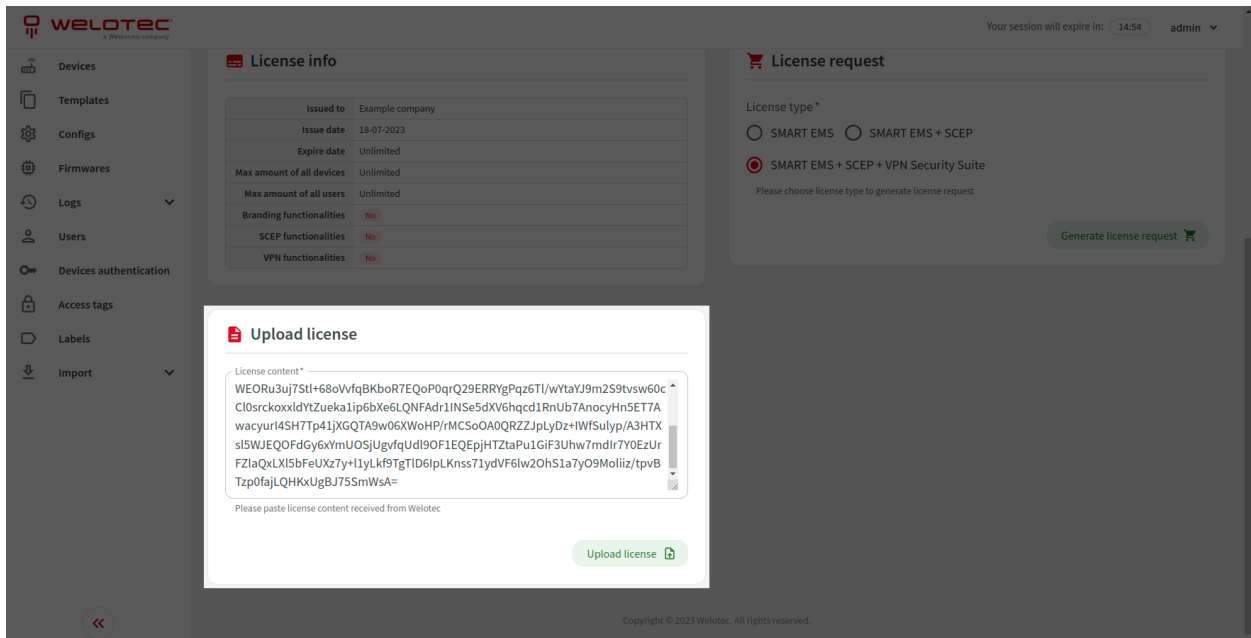 WELOTEC
a Westermo company
Your session will expire in: 14:54 admin
Devices
Templates
Configs
Firmwares
Logs
Users
Devices authentication
Access tags
Labels
Import
License info
Issued to Example company
Issue date 18-07-2023
Expire date Unlimited
Max amount of all devices Unlimited
Max amount of all users Unlimited
Branding functionalities No
SCEP functionalities No
VPN functionalities No
License request
License type*
SMART EMS SMART EMS + SCEP
SMART EMS + SCEP + VPN Security Suite
Please choose license type to generate license request
Generate license request
Upload license
License content*
WEORu3uj7Stl+68oVvfqBKboR7EQoP0qrQ29ERRYgPqz6Tl/wYtaYJ9m2S9tvsw60c
Cl0srckoxxldYtZueka1ip6bXe6LQNFAdr1INSe5dXV6hqcd1RnUb7AnocyHn5ET7A
wacyurI4SH7Tp41jXGQTA9w06XWoHP/rMCSoOA0QRZZJpLyDz+IWfSulyp/A3HTX
sl5WJEQOFdGy6xYmUOSjUgvfqUdl9OF1EQEpjHTZtaPu1GiF3Uhw7mdIr7Y0EzUr
FZlaQxLXl5bFeUXz7y+l1yLkf9TgTlD6IpLKnss71ydVF6lw2OhS1a7yO9Moliiz/tpvB
Tzp0fajLQHKxUgBJ75SmWsA=
Please paste license content received from Welotec
Upload license
Copyright © 2023 Welotec. All rights reserved.